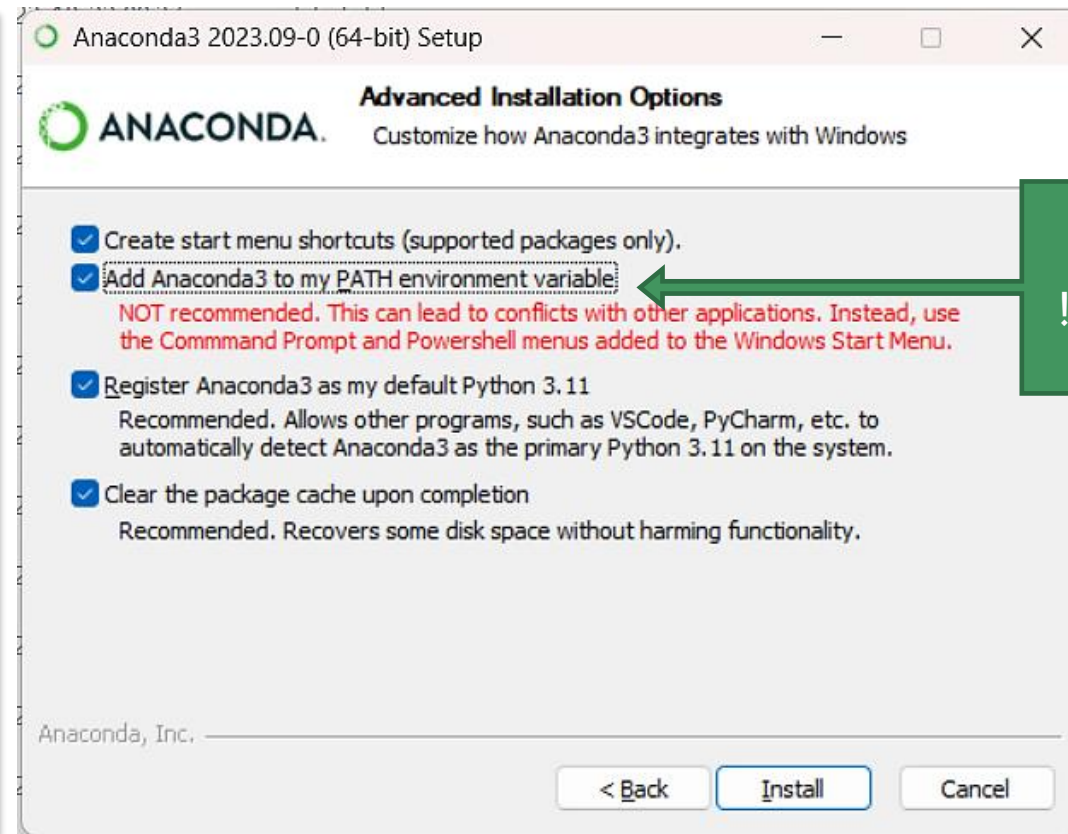 Anaconda3 2023.09-0 (64-bit) Setup
ANACONDA.
Advanced Installation Options
Customize how Anaconda3 integrates with Windows
Create start menu shortcuts (supported packages only).
Add Anaconda3 to my PATH environment variable
NOT recommended. This can lead to conflicts with other applications. Instead, use
the Commmand Prompt and Powershell menus added to the Windows Start Menu.
!
Register Anaconda3 as my default Python 3.11
Recommended. Allows other programs, such as VSCode, PyCharm, etc. to
automatically detect Anaconda3 as the primary Python 3.11 on the system.
Clear the package cache upon completion
Recommended. Recovers some disk space without harming functionality.
Anaconda, Inc.
< Back
Install
Cancel